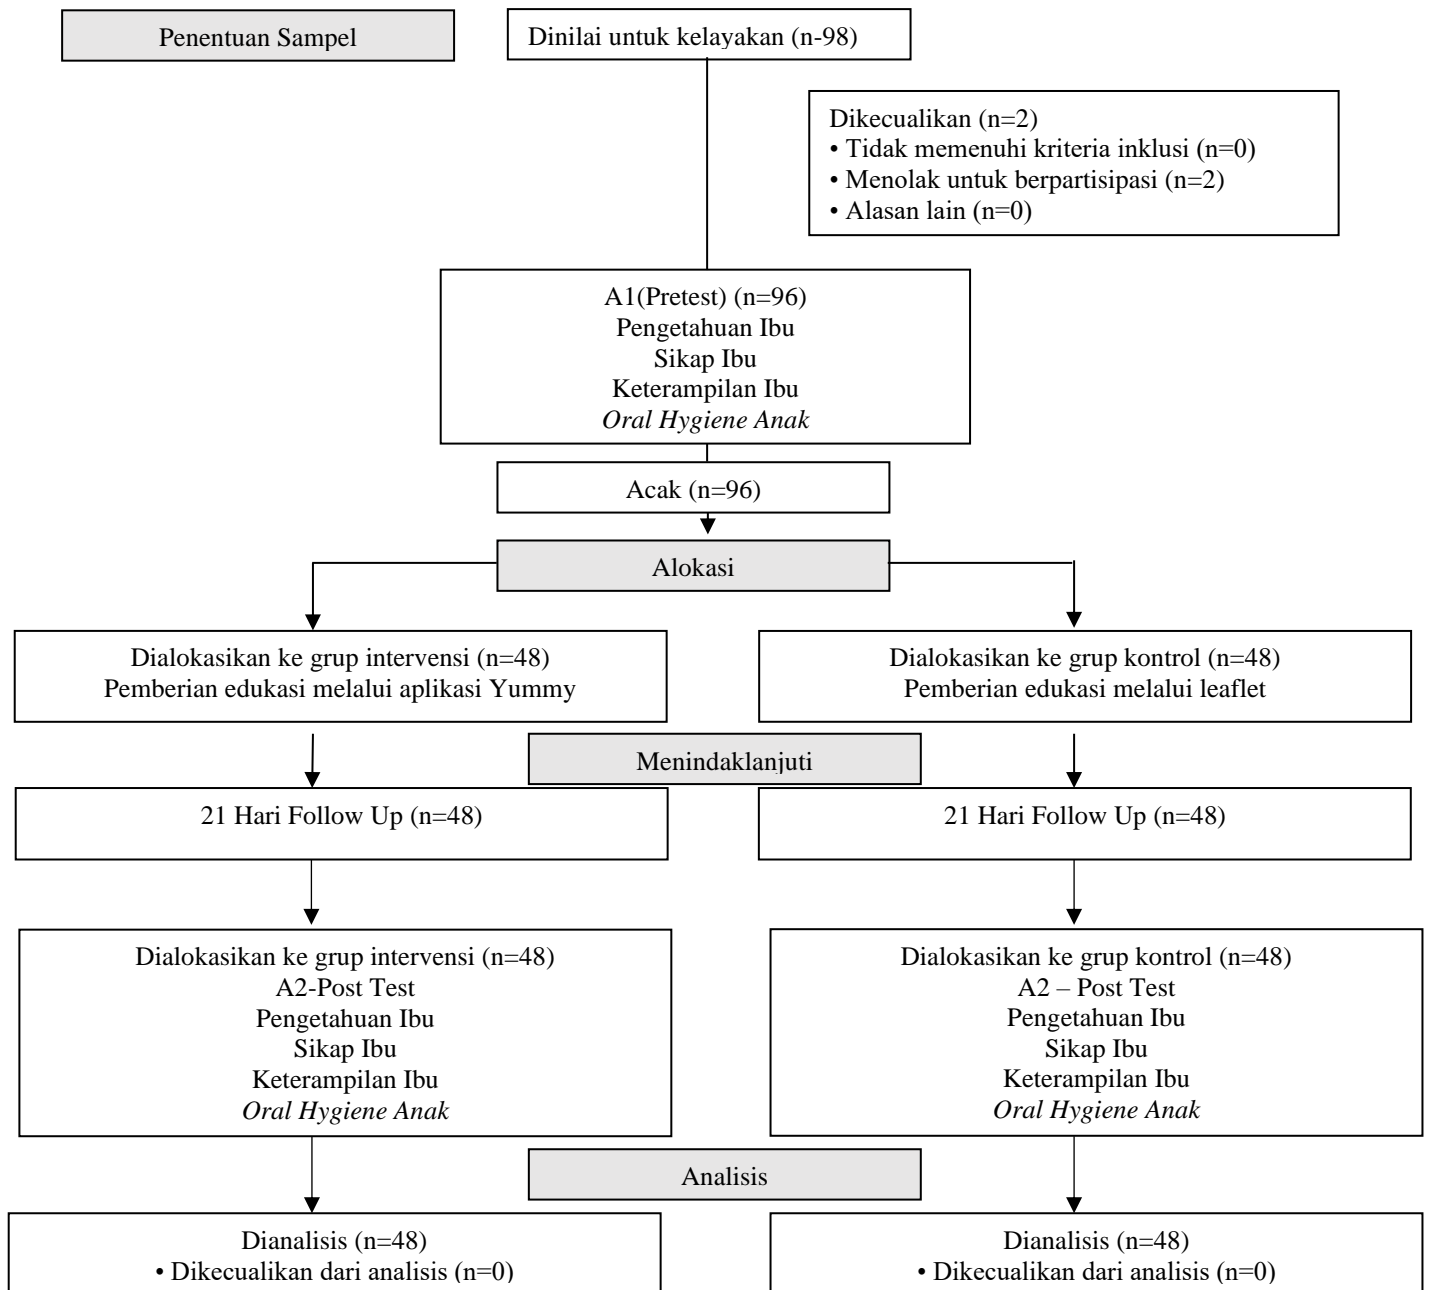 Penentuan Sampel
Dinilai untuk kelayakan (n-98)
Dikecualikan (n=2)
• Tidak memenuhi kriteria inklusi (n=0)
• Menolak untuk berpartisipasi (n=2)
• Alasan lain (n=0)
A1(Pretest) (n=96)
Pengetahuan Ibu
Sikap Ibu
Keterampilan Ibu
Oral Hygiene Anak
Acak (n=96)
Alokasi
Dialokasikan ke grup intervensi (n=48)
Pemberian edukasi melalui aplikasi Yummy
Dialokasikan ke grup kontrol (n=48)
Pemberian edukasi melalui leaflet
Menindaklanjuti
21 Hari Follow Up (n=48)
21 Hari Follow Up (n=48)
Dialokasikan ke grup intervensi (n=48)
A2-Post Test
Pengetahuan Ibu
Sikap Ibu
Keterampilan Ibu
Oral Hygiene Anak
Dialokasikan ke grup kontrol (n=48)
A2 – Post Test
Pengetahuan Ibu
Sikap Ibu
Keterampilan Ibu
Oral Hygiene Anak
Analisis
Dianalisis (n=48)
• Dikecualikan dari analisis (n=0)
Dianalisis (n=48)
• Dikecualikan dari analisis (n=0)